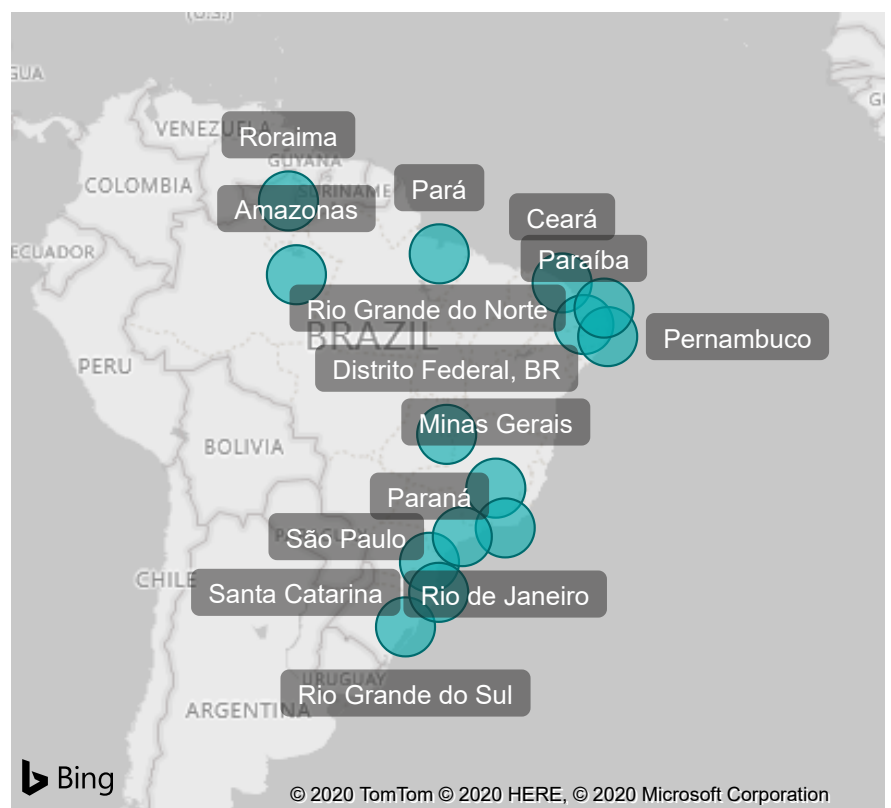 (U.S.)
GUA
VENEZUELA
Roraima
GUYANA
COLOMBIA
SURINAME
Pará
Amazonas
Ceará
ECUADOR
Paraíba
Rio Grande do Norte
BRAZIL
Pernambuco
PERU
Distrito Federal, BR
Minas Gerais
BOLIVIA
Paraná
São Paulo
CHILE
Santa Catarina
Rio de Janeiro
URUGUAY
Rio Grande do Sul
ARGENTINA
Bing
© 2020 TomTom © 2020 HERE, © 2020 Microsoft Corporation